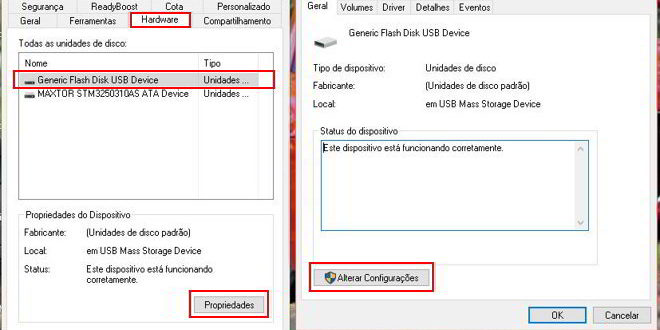 Segurança ReadyBoost Cota Personalizado
Geral Ferramentas Hardware Compartilhamento
Todas as unidades de disco:
Nome Tipo
Generic Flash Disk USB Device Unidades ...
MAXTOR STM3250310AS ATA Device Unidades ...
Propriedades do Dispositivo
Fabricante: (Unidades de disco padrão)
Local: em USB Mass Storage Device
Status: Este dispositivo está funcionando
corretamente.
Propriedades
Geral Volumes Driver Detalhes Eventos
Generic Flash Disk USB Device
Tipo de dispositivo: Unidades de disco
Fabricante: (Unidades de disco padrão)
Local: em USB Mass Storage Device
Status do dispositivo
Este dispositivo está funcionando corretamente.
Alterar Configurações
OK Cancelar